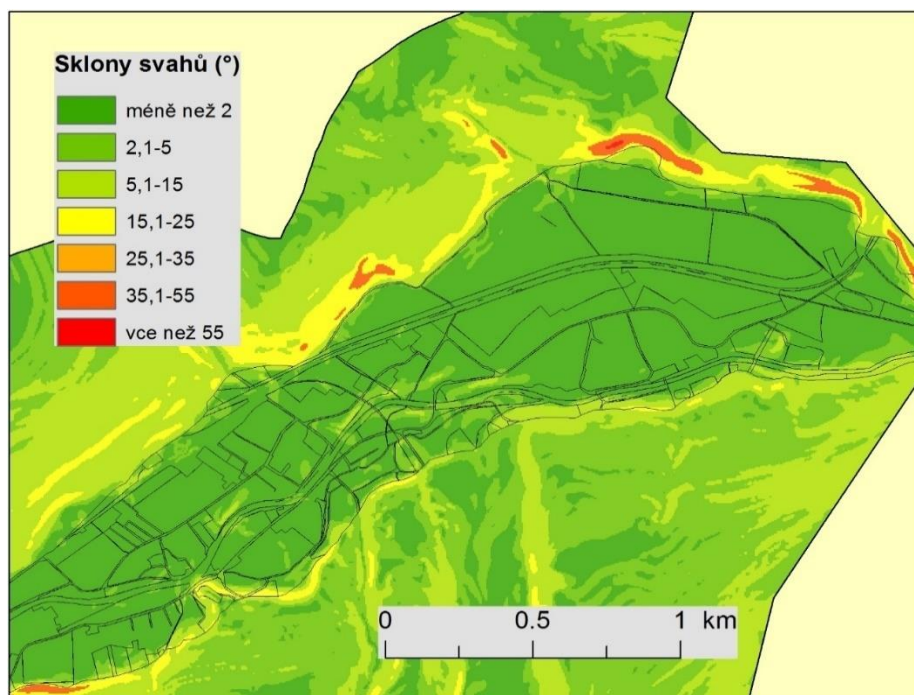 Sklony svahů (°)
méně než 2
2,1-5
5,1-15
15,1-25
25,1-35
35,1-55
vce než 55
0 0.5 1 km